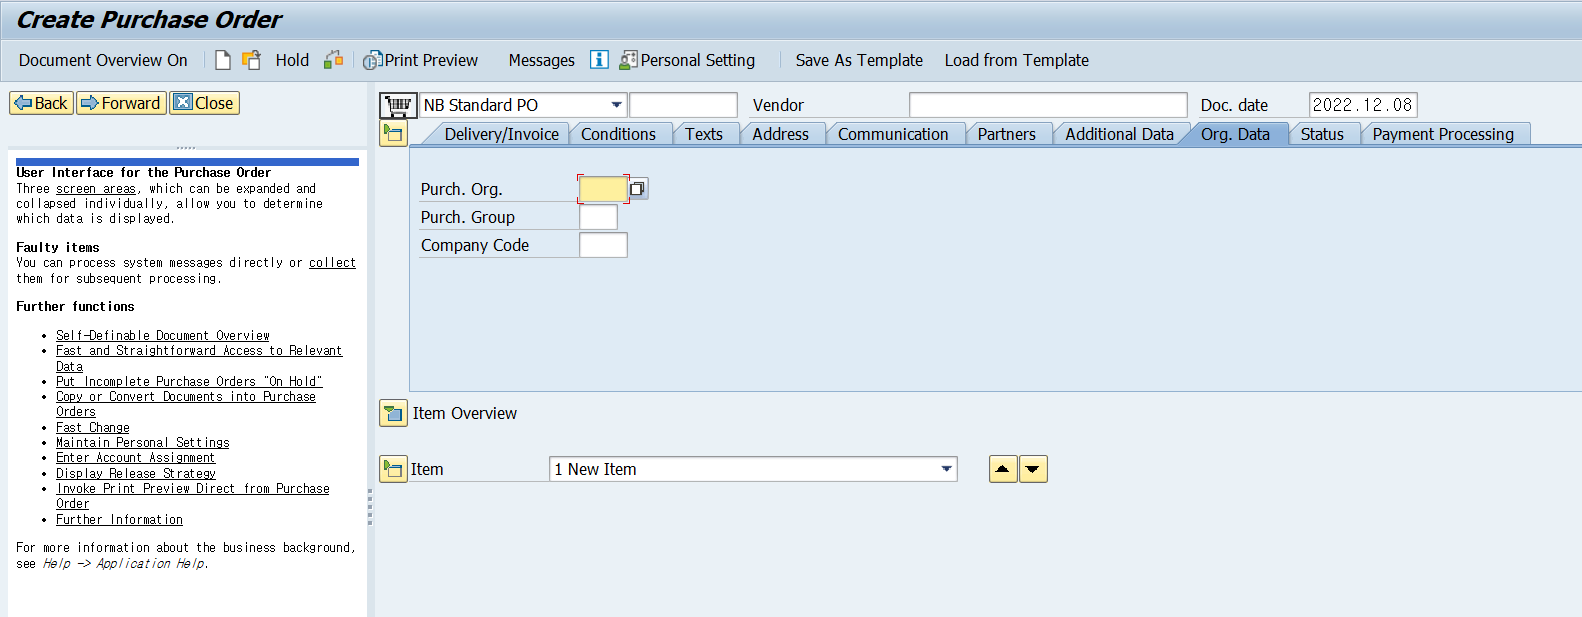 Create Purchase Order
Document Overview On Hold Print Preview Messages Personal Setting Save As Template Load from Template
Back Forward Close
User Interface for the Purchase Order
Three screen areas, which can be expanded and
collapsed individually, allow you to determine
which data is displayed.
Faulty items
You can process system messages directly or collect
them for subsequent processing.
Further functions
• Self-Definable Document Overview
• Fast and Straightforward Access to Relevant
Data
• Put Incomplete Purchase Orders "On Hold"
• Copy or Convert Documents into Purchase
Orders
• Fast Change
• Maintain Personal Settings
• Enter Account Assignment
• Display Release Strategy
• Invoke Print Preview Direct from Purchase
Order
• Further Information
For more information about the business background,
see Help -> Application Help.
NB Standard PO Vendor Doc. date 2022.12.08
Delivery/Invoice Conditions Texts Address Communication Partners Additional Data Org. Data Status Payment Processing
Purch. Org.
Purch. Group
Company Code
Item Overview
Item 1 New Item